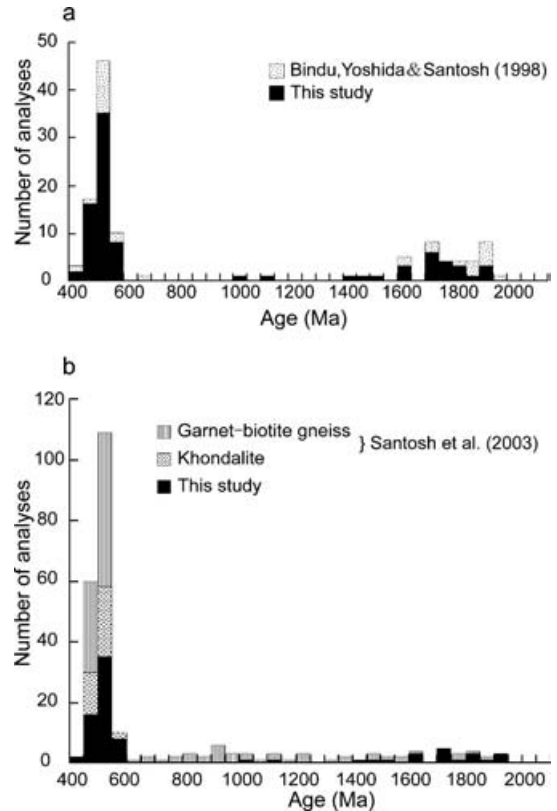 a
50
40
30
20
10
0
Number of analyses
Bindu,Yoshida&Santosh (1998)
This study
400 600 800 1000 1200 1400 1600 1800 2000
Age (Ma)
b
120
100
80
60
40
20
0
Number of analyses
Garnet-biotite gneiss
Khondalite
} Santosh et al. (2003)
This study
400 600 800 1000 1200 1400 1600 1800 2000
Age (Ma)